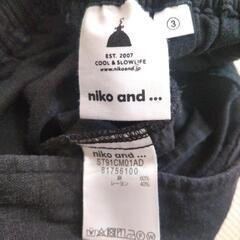 EST. 2007
COOL & SLOWLIFE
www.nikoand.jp
3
niko and ...
niko and ...
ST91CM01AD
81756100
綿 60%
レーヨン 40%